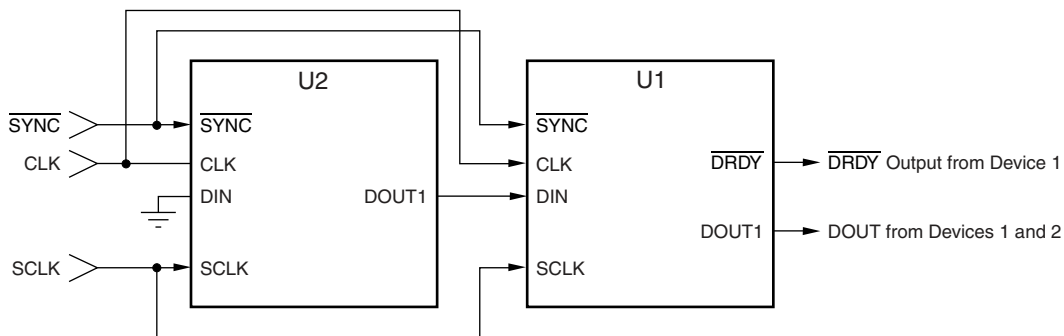 U2
U1
SYNC
SYNC
SYNC
CLK
CLK
CLK
DRDY
DRDY Output from Device 1
DIN
DOUT1
DIN
DOUT1
DOUT from Devices 1 and 2
SCLK
SCLK
SCLK